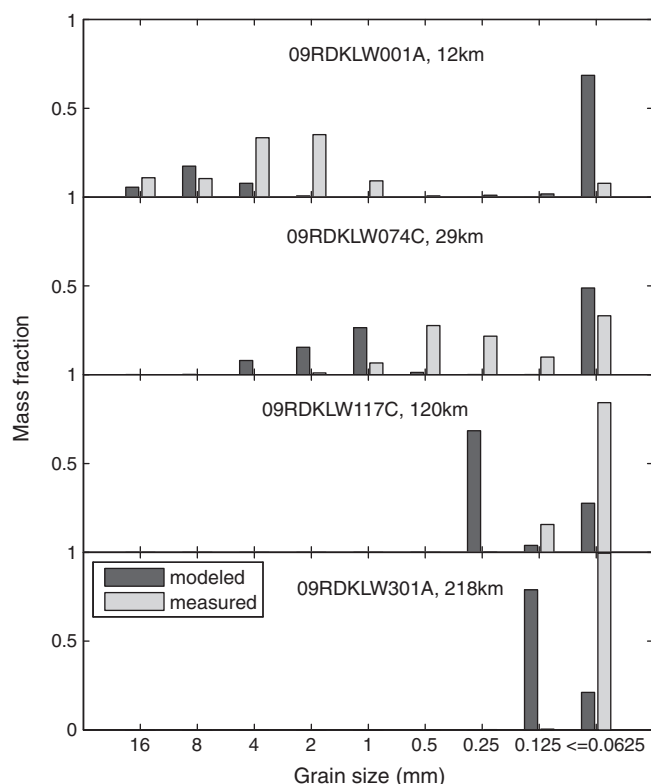 1
09RDKLW001A, 12km
0.5
1
09RDKLW074C, 29km
0.5
1
09RDKLW117C, 120km
0.5
1
modeled
measured
09RDKLW301A, 218km
0.5
0
16 8 4 2 1 0.5 0.25 0.125 <=0.0625
Grain size (mm)
Mass fraction